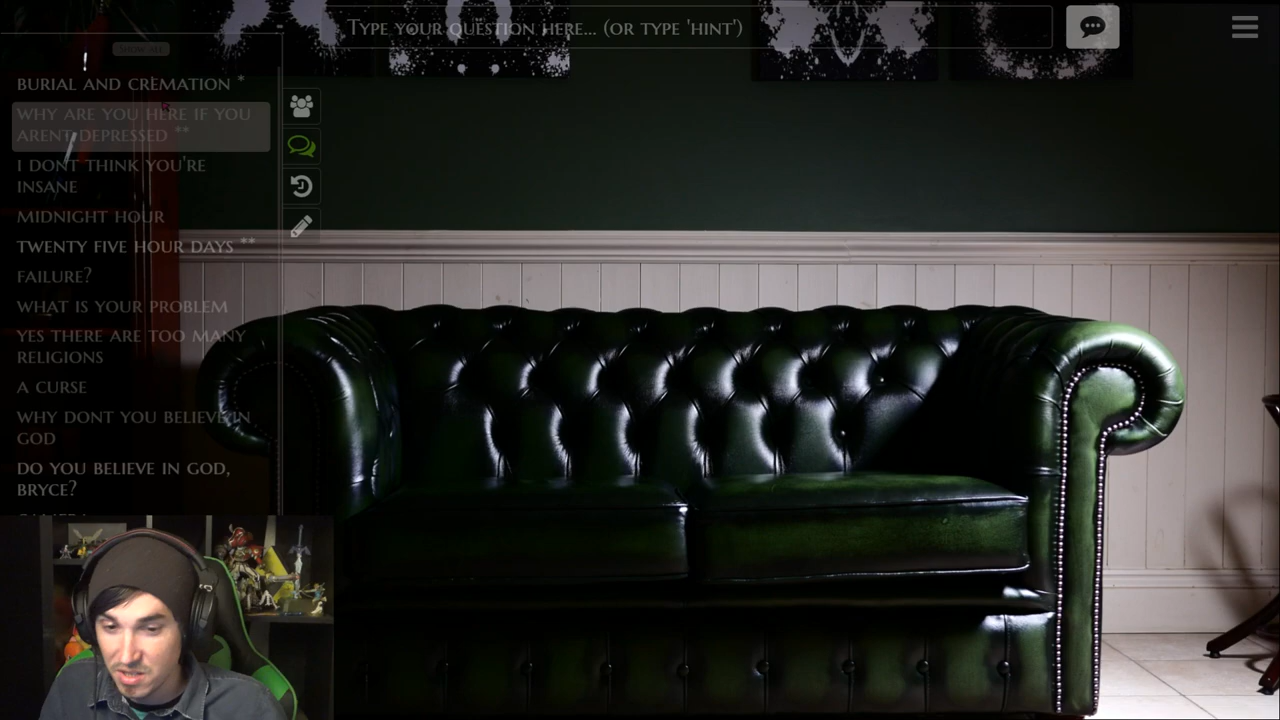 Type your question here... (or type 'hint')
Show all
Burial and cremation *
Why are you here if you
arent depressed **
I dont think you're
insane
Midnight hour
Twenty five hour days **
Failure?
What is your problem
Yes there are too many
religions
A curse
Why dont you believe in
god
Do you believe in god,
Bryce?